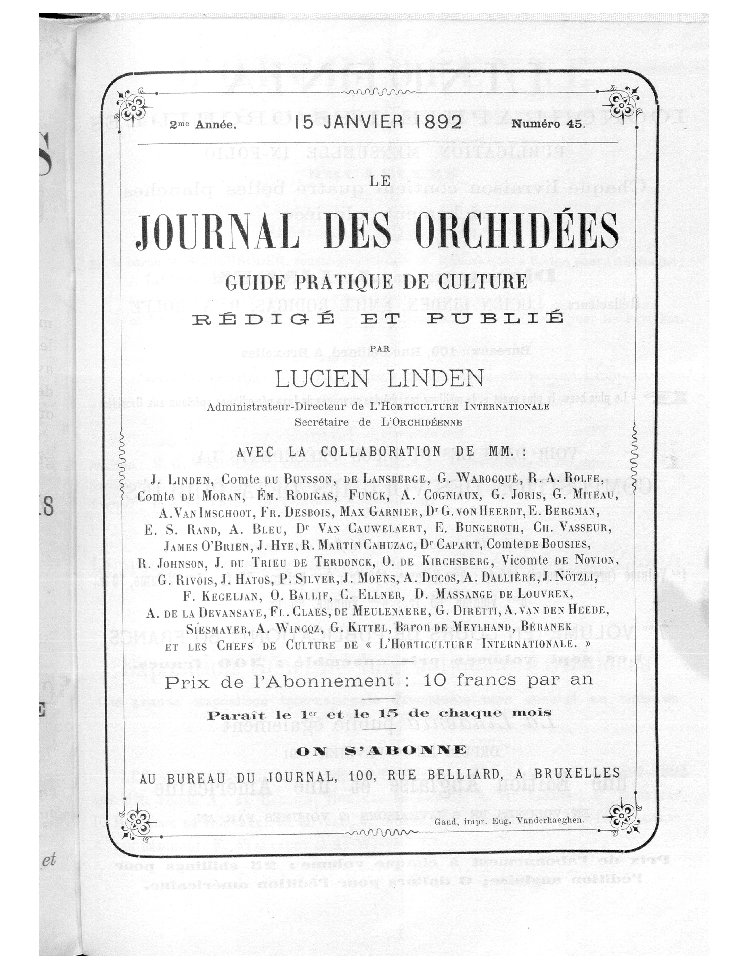 2me Année.   15 JANVIER 1892   Numéro 45.
LE
JOURNAL DES ORCHIDÉES
GUIDE PRATIQUE DE CULTURE
RÉDIGÉ ET PUBLIÉ
PAR
LUCIEN LINDEN
Administrateur-Directeur de L'HORTICULTURE INTERNATIONALE
Secrétaire de L'ORCHIDÉENNE
AVEC LA COLLABORATION DE MM. :
J. LINDEN, Comte DU BUYSSON, DE LANSBERGE, G. WAROCQUÉ, R. A. ROLFE,
Comte DE MORAN, ÉM. RODIGAS, FUNCK, A. COGNIAUX, G. JORIS, G. MITEAU,
A. VAN IMSCHOOT, FR. DESBOIS, MAX GARNIER, Dr G. VON HEERDT, E. BERGMAN,
E. S. RAND, A. BLEU, Dr VAN CAUWELAERT, E. BUNGEROTH, CH. VASSEUR,
JAMES O'BRIEN, J. HYE, R. MARTIN CAHUZAC, Dr CAPART, Comte DE BOUSIES,
R. JOHNSON, J. DU TRIEU DE TERDONCK, O. DE KIRCHSBERG, Vicomte DE NOVION,
G. RIVOIS, J. HATOS, P. SILVER, J. MOENS, A. DUCOS, A. DALLIÈRE, J. NÖTZLI,
F. KEGELJAN, O. BALLIF, C. ELLNER, D. MASSANGE DE LOUVREX,
A. DE LA DEVANSAYE, FL. CLAES, DE MEULENAERE, G. DIRETTI, A. VAN DEN HEEDE,
SIESMAYER, A. WINCQZ, G. KITTEL, Baron DE MEYLHAND, BÉRANEK
ET LES CHEFS DE CULTURE DE « L'HORTICULTURE INTERNATIONALE. »
Prix de l'Abonnement : 10 francs par an
Paraît le 1er et le 15 de chaque mois
ON S'ABONNE
AU BUREAU DU JOURNAL, 100, RUE BELLIARD, A BRUXELLES
Gand, impr. Eug. Vanderhaeghen.
et